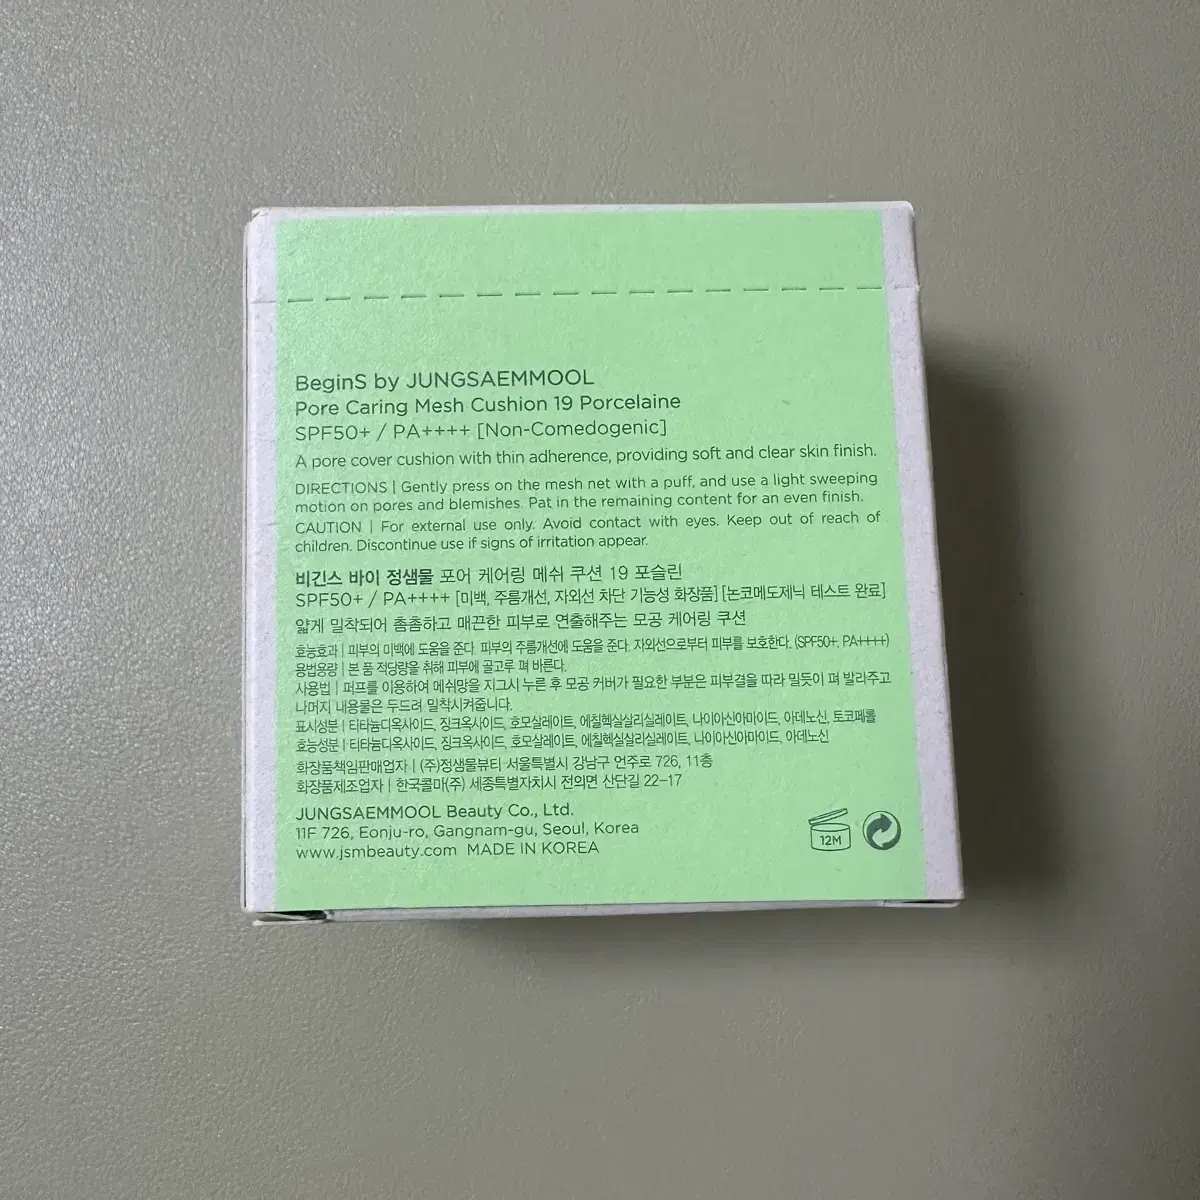 BeginS by JUNGSAEMMOOL
Pore Caring Mesh Cushion 19 Porcelaine
SPF50+ / PA++++ [Non-Comedogenic]
A pore cover cushion with thin adherence, providing soft and clear skin finish.
DIRECTIONS | Gently press on the mesh net with a puff, and use a light sweeping
motion on pores and blemishes. Pat in the remaining content for an even finish.
CAUTION | For external use only. Avoid contact with eyes. Keep out of reach of
children. Discontinue use if signs of irritation appear.
비긴스 바이 정샘물 포어 케어링 메쉬 쿠션 19 포슬린
SPF50+ / PA++++ [미백, 주름개선, 자외선 차단 기능성 화장품] [논코메도제닉 테스트 완료]
얇게 밀착되어 촘촘하고 매끈한 피부로 연출해주는 모공 케어링 쿠션
효능효과 | 피부의 미백에 도움을 준다. 피부의 주름개선에 도움을 준다. 자외선으로부터 피부를 보호한다. (SPF50+, PA++++)
용법용량 | 본 품 적당량을 취해 피부에 골고루 펴 바른다.
사용법 | 퍼프를 이용하여 메쉬망을 지그시 누른 후 모공 커버가 필요한 부분은 피부결을 따라 밀듯이 펴 발라주고
나머지 내용물은 두드려 밀착시켜줍니다.
표시성분 | 티타늄디옥사이드, 징크옥사이드, 호모살레이트, 에칠헥실살리실레이트, 나이아신아마이드, 아데노신, 토코페롤
효능성분 | 티타늄디옥사이드, 징크옥사이드, 호모살레이트, 에칠헥실살리실레이트, 나이아신아마이드, 아데노신
화장품책임판매업자 | (주)정샘물뷰티 서울특별시 강남구 언주로 726, 11층
화장품제조업자 | 한국콜마(주) 세종특별자치시 전의면 산단길 22-17
JUNGSAEMMOOL Beauty Co., Ltd.
11F 726, Eonju-ro, Gangnam-gu, Seoul, Korea
www.jsmbeauty.com MADE IN KOREA
12M